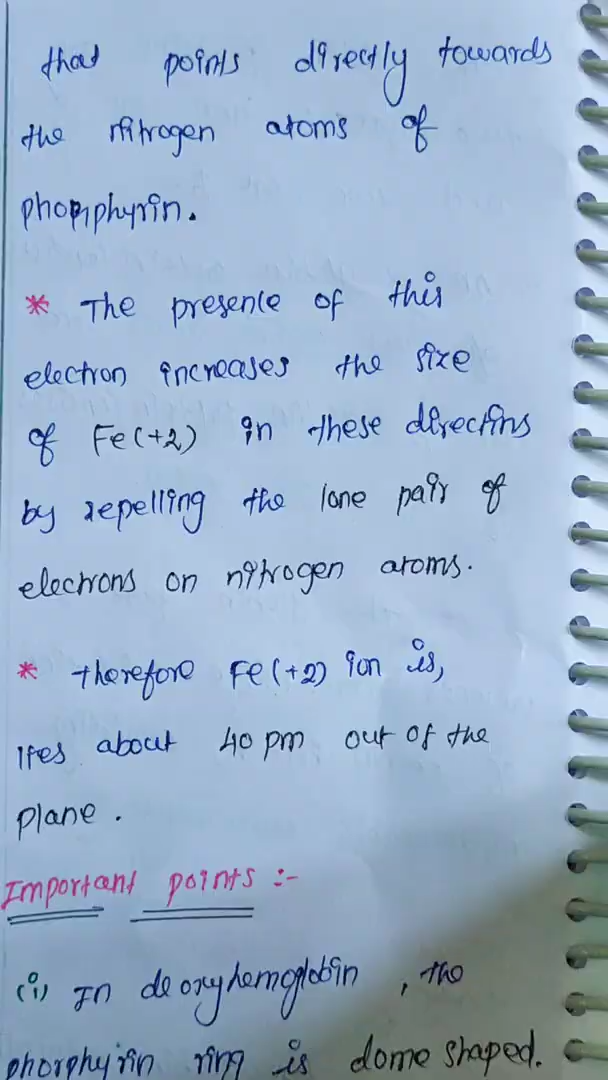 that points directly towards
the nitrogen atoms of
phorphyrin.
* The presence of this
electron increases the size
of Fe(+2) in these directins
by repelling the lone pair of
electrons on nitrogen atoms.
* therefore Fe(+2) ion is,
lies about 40 pm out of the
plane.
Important points :-
(i) In deoxyhemoglobin, the
phorphyrin ring is dome shaped.